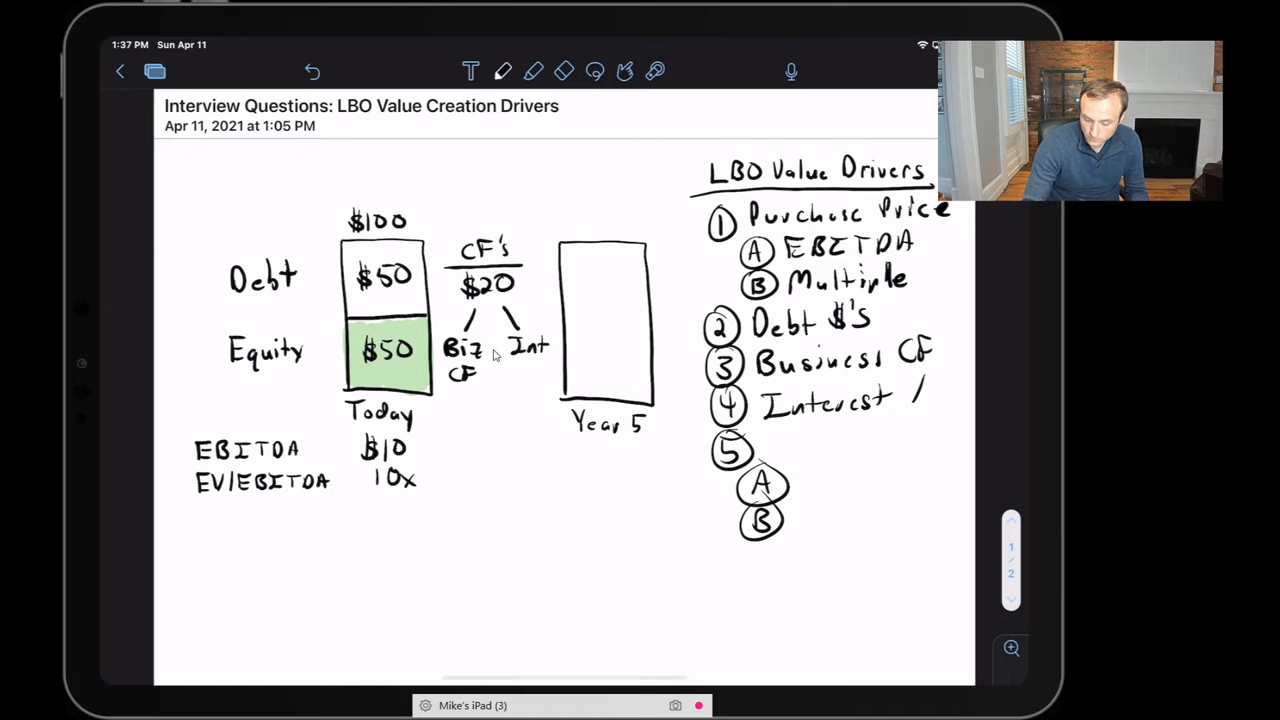 1:37 PM Sun Apr 11
T
Interview Questions: LBO Value Creation Drivers
Apr 11, 2021 at 1:05 PM
$100
Debt $50
Equity $50
Today
CF's
$20
Biz Int
CF
Year 5
EBITDA $10
EV/EBITDA 10x
LBO Value Drivers
1 Purchase Price
A EBITDA
B Multiple
2 Debt $'s
3 Business CF
4 Interest /
5
A
B
1
/
2
Mike's iPad (3)